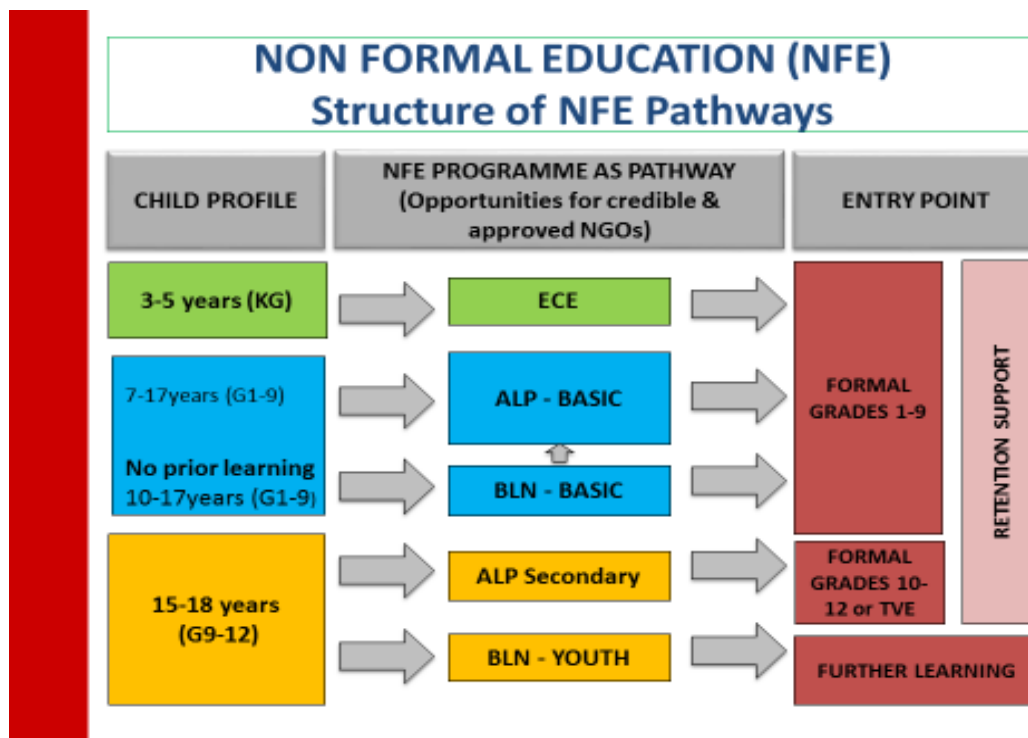 NON FORMAL EDUCATION (NFE)
Structure of NFE Pathways
CHILD PROFILE
NFE PROGRAMME AS PATHWAY
(Opportunities for credible &
approved NGOs)
ENTRY POINT
3-5 years (KG)
ECE
7-17years (G1-9)
ALP - BASIC
FORMAL
GRADES 1-9
No prior learning
10-17years (G1-9)
BLN - BASIC
RETENTION SUPPORT
15-18 years
(G9-12)
ALP Secondary
FORMAL
GRADES 10-
12 or TVE
BLN - YOUTH
FURTHER LEARNING